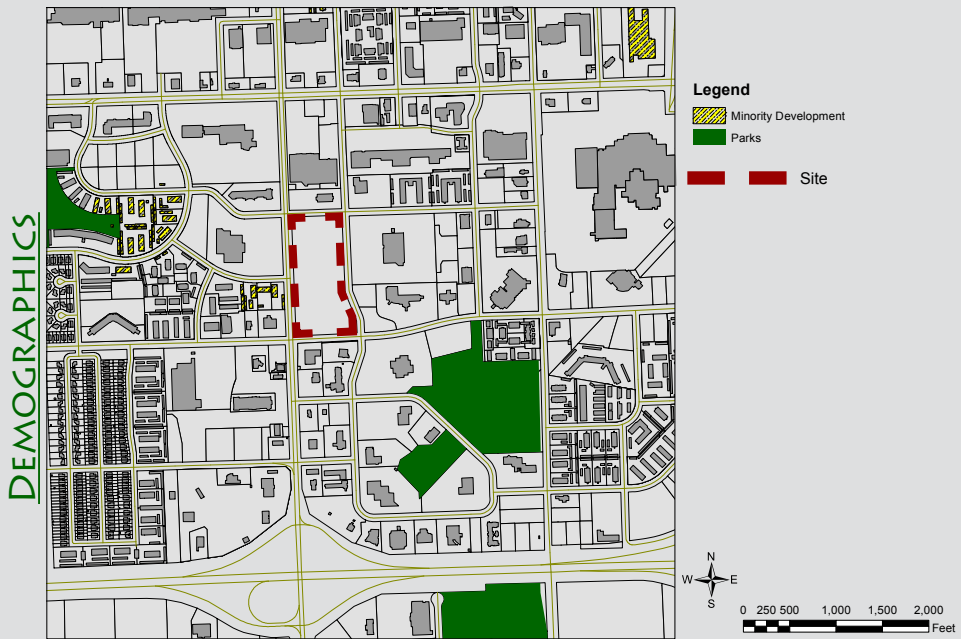 DEMOGRAPHICS
Legend
Minority Development
Parks
Site
N
W E
S
0 250 500 1,000 1,500 2,000
Feet